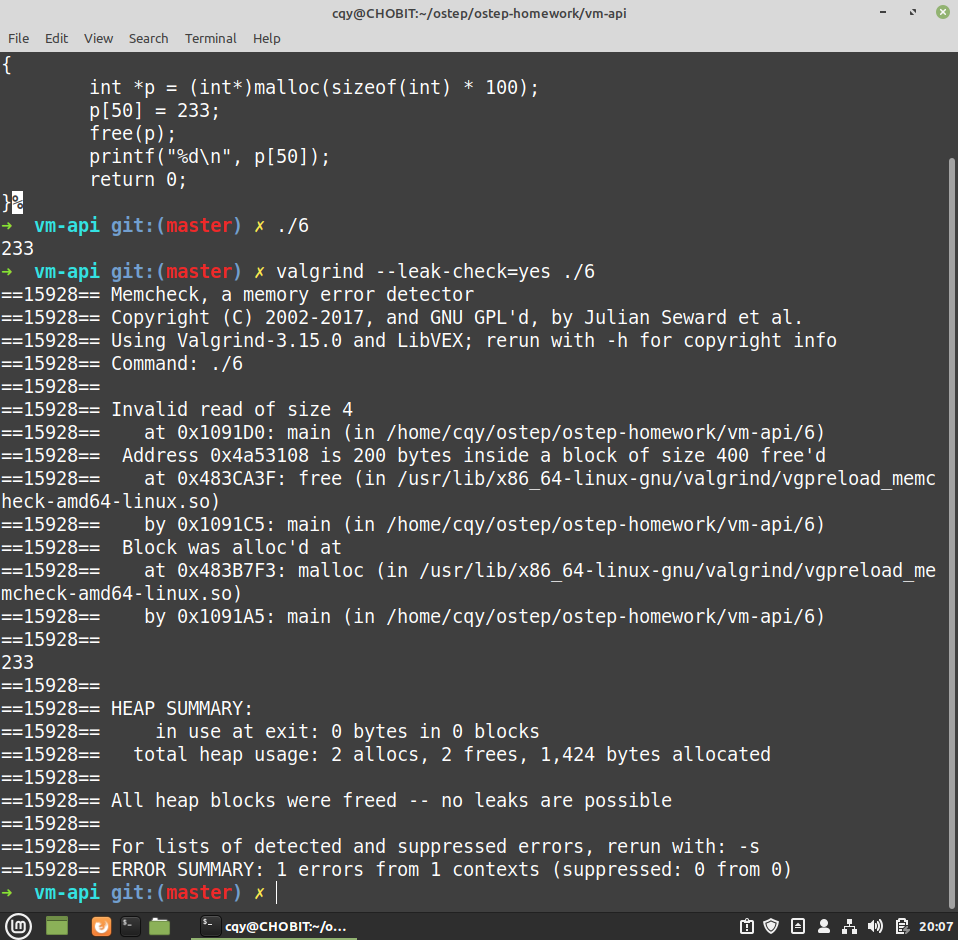 cqy@CHOBIT:~/ostep/ostep-homework/vm-api
File Edit View Search Terminal Help
{
        int *p = (int*)malloc(sizeof(int) * 100);
        p[50] = 233;
        free(p);
        printf("%d\n", p[50]);
        return 0;
}%
➜  vm-api git:(master) ✗ ./6
233
➜  vm-api git:(master) ✗ valgrind --leak-check=yes ./6
==15928== Memcheck, a memory error detector
==15928== Copyright (C) 2002-2017, and GNU GPL'd, by Julian Seward et al.
==15928== Using Valgrind-3.15.0 and LibVEX; rerun with -h for copyright info
==15928== Command: ./6
==15928==
==15928== Invalid read of size 4
==15928==    at 0x1091D0: main (in /home/cqy/ostep/ostep-homework/vm-api/6)
==15928==  Address 0x4a53108 is 200 bytes inside a block of size 400 free'd
==15928==    at 0x483CA3F: free (in /usr/lib/x86_64-linux-gnu/valgrind/vgpreload_memc
heck-amd64-linux.so)
==15928==    by 0x1091C5: main (in /home/cqy/ostep/ostep-homework/vm-api/6)
==15928==  Block was alloc'd at
==15928==    at 0x483B7F3: malloc (in /usr/lib/x86_64-linux-gnu/valgrind/vgpreload_me
mcheck-amd64-linux.so)
==15928==    by 0x1091A5: main (in /home/cqy/ostep/ostep-homework/vm-api/6)
==15928==
233
==15928==
==15928== HEAP SUMMARY:
==15928==     in use at exit: 0 bytes in 0 blocks
==15928==   total heap usage: 2 allocs, 2 frees, 1,424 bytes allocated
==15928==
==15928== All heap blocks were freed -- no leaks are possible
==15928==
==15928== For lists of detected and suppressed errors, rerun with: -s
==15928== ERROR SUMMARY: 1 errors from 1 contexts (suppressed: 0 from 0)
➜  vm-api git:(master) ✗
cqy@CHOBIT:~/o... 20:07